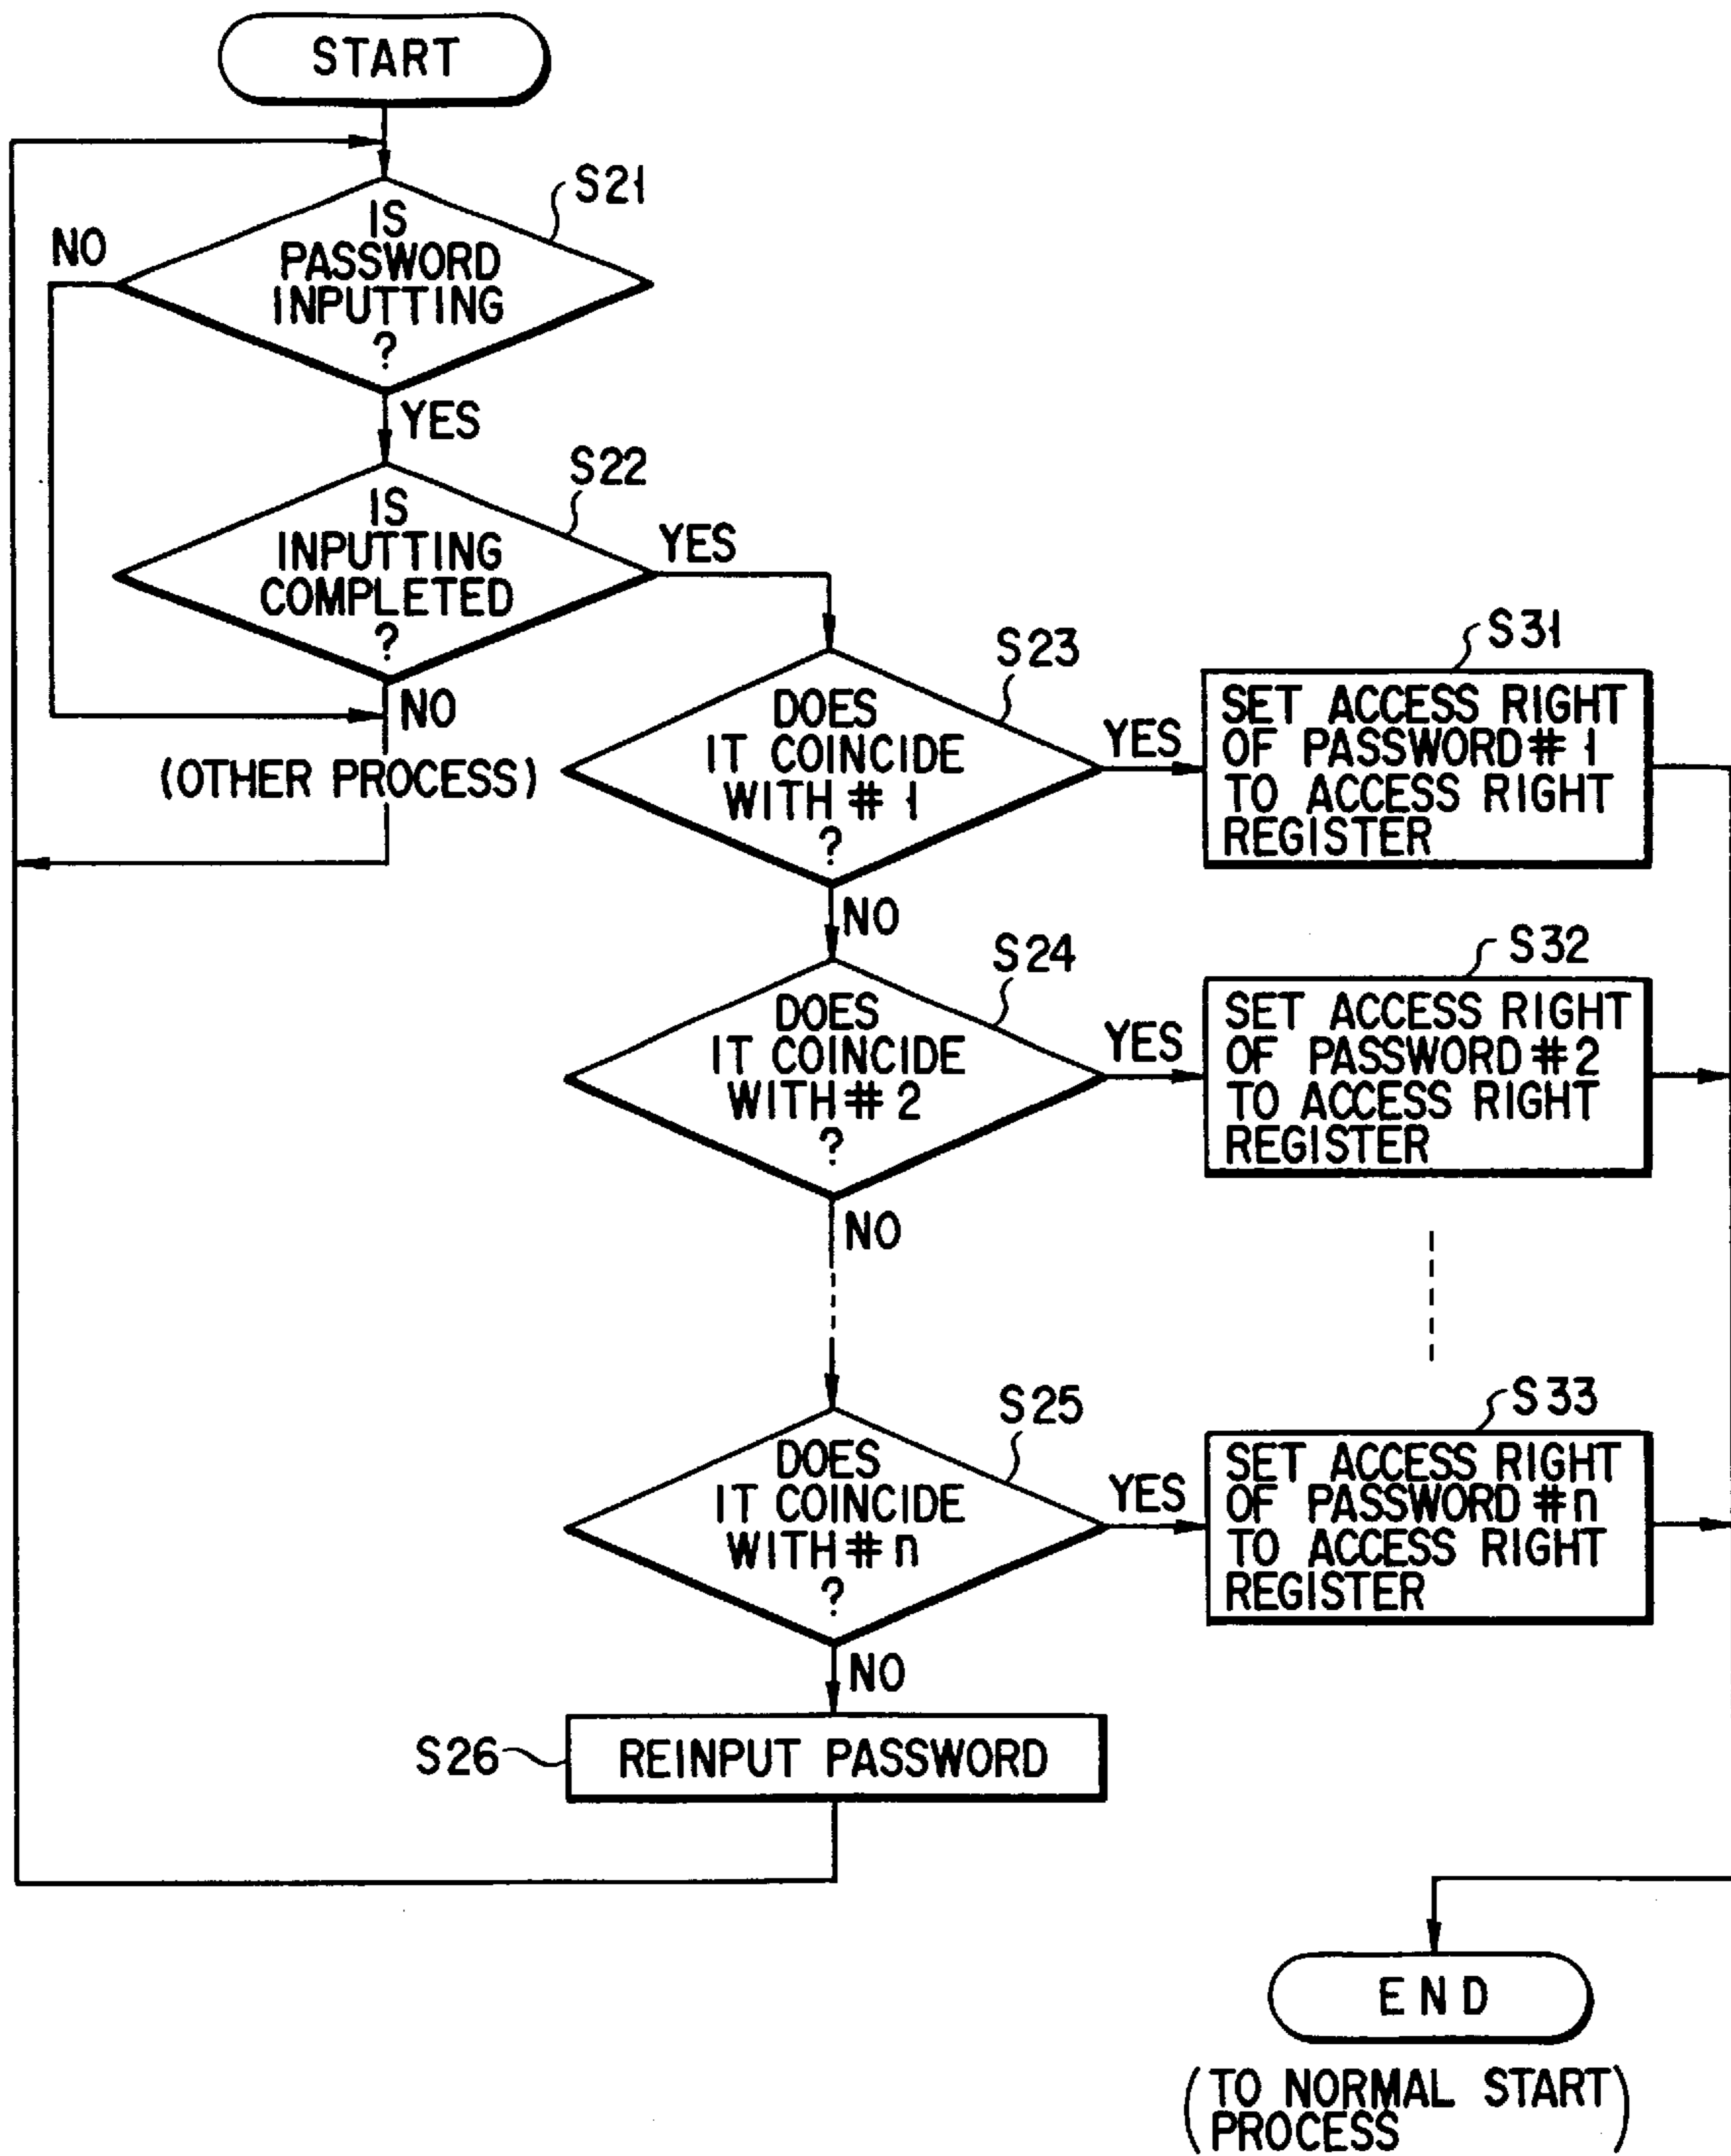 START
S21
NO
IS
PASSWORD
INPUTTING
?
YES
S22
IS
INPUTTING
COMPLETED
?
YES
NO
(OTHER PROCESS)
S23
DOES
IT COINCIDE
WITH # 1
?
YES
S31
SET ACCESS RIGHT
OF PASSWORD # 1
TO ACCESS RIGHT
REGISTER
NO
S24
DOES
IT COINCIDE
WITH # 2
?
YES
S32
SET ACCESS RIGHT
OF PASSWORD # 2
TO ACCESS RIGHT
REGISTER
NO
S25
DOES
IT COINCIDE
WITH # n
?
YES
S33
SET ACCESS RIGHT
OF PASSWORD # n
TO ACCESS RIGHT
REGISTER
NO
S26
REINPUT PASSWORD
END
(TO NORMAL START
PROCESS)